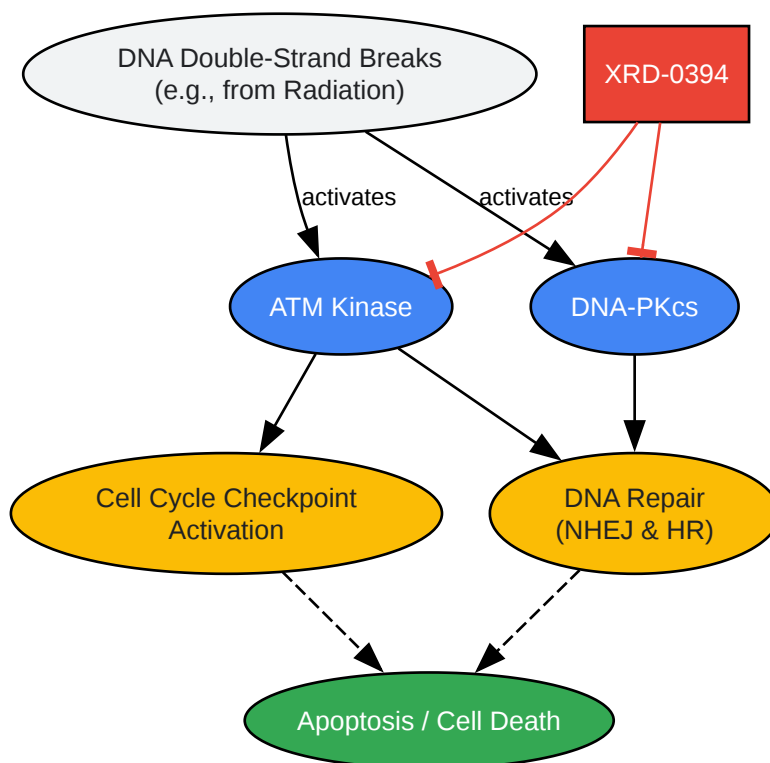 DNA Double-Strand Breaks
(e.g., from Radiation)
XRD-0394
activates
activates
ATM Kinase
DNA-PKcs
Cell Cycle Checkpoint
Activation
DNA Repair
(NHEJ & HR)
Apoptosis / Cell Death